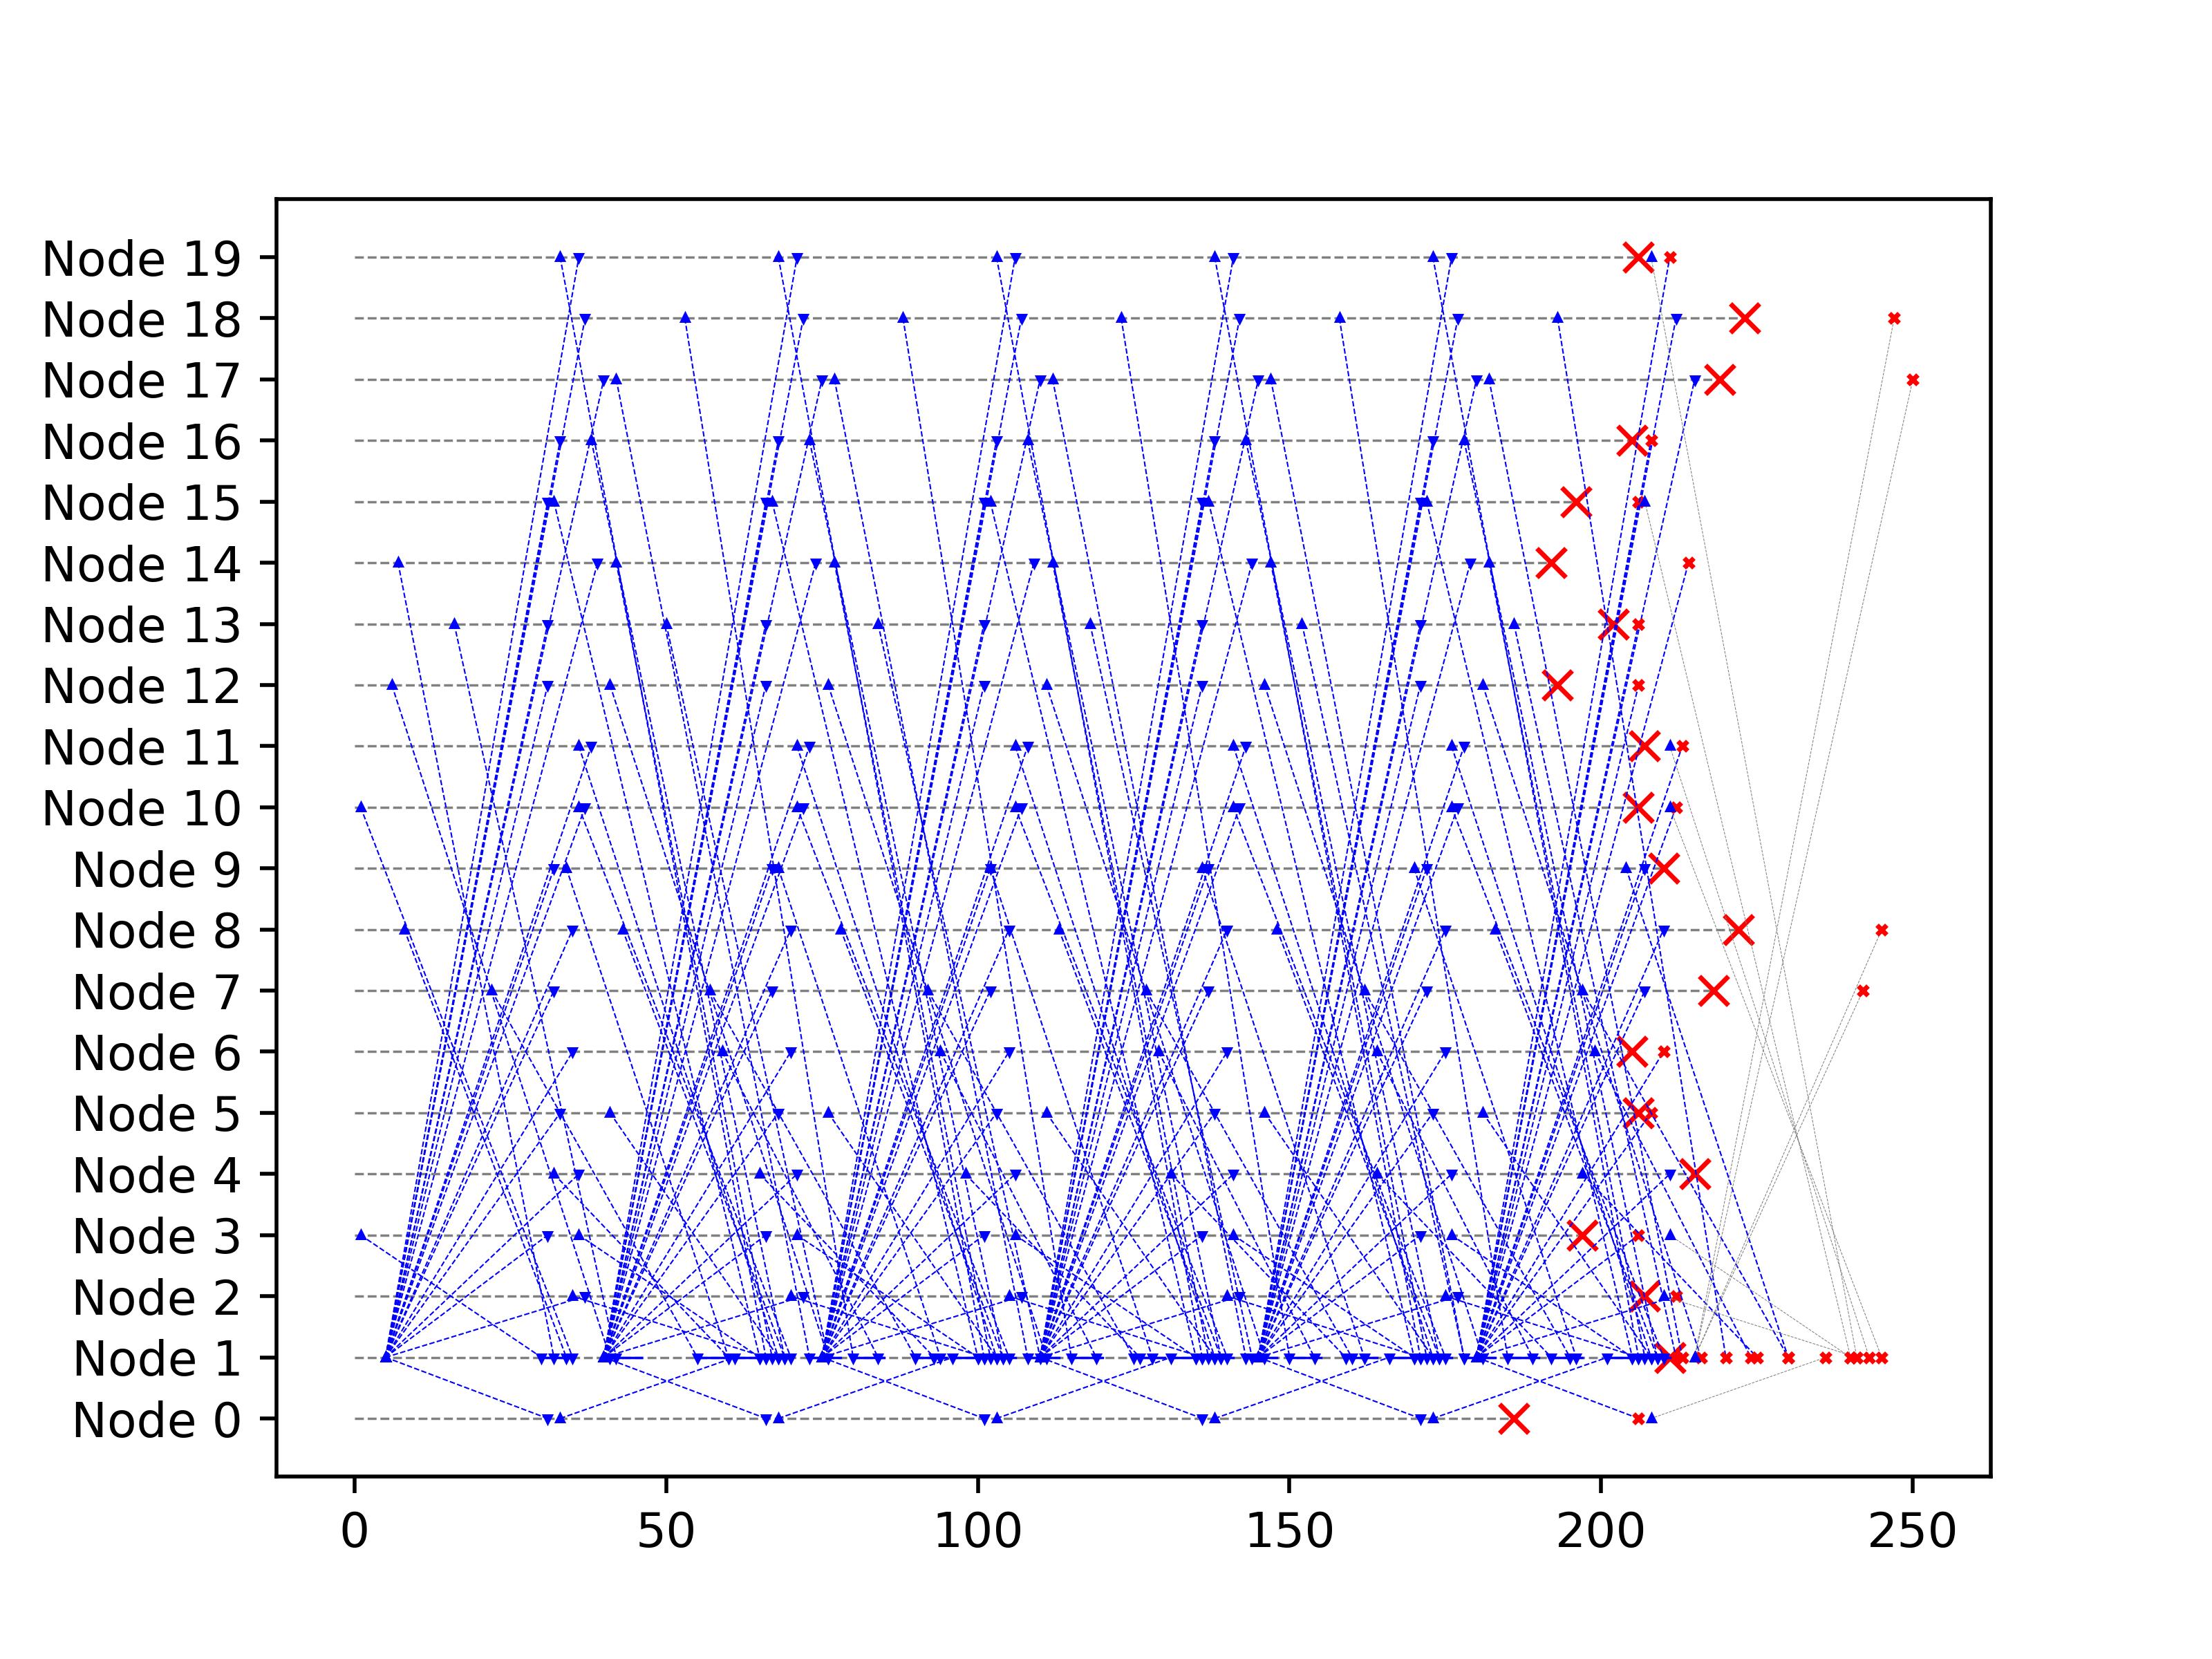 Node 19
Node 18
Node 17
Node 16
Node 15
Node 14
Node 13
Node 12
Node 11
Node 10
Node 9
Node 8
Node 7
Node 6
Node 5
Node 4
Node 3
Node 2
Node 1
Node 0
0 50 100 150 200 250